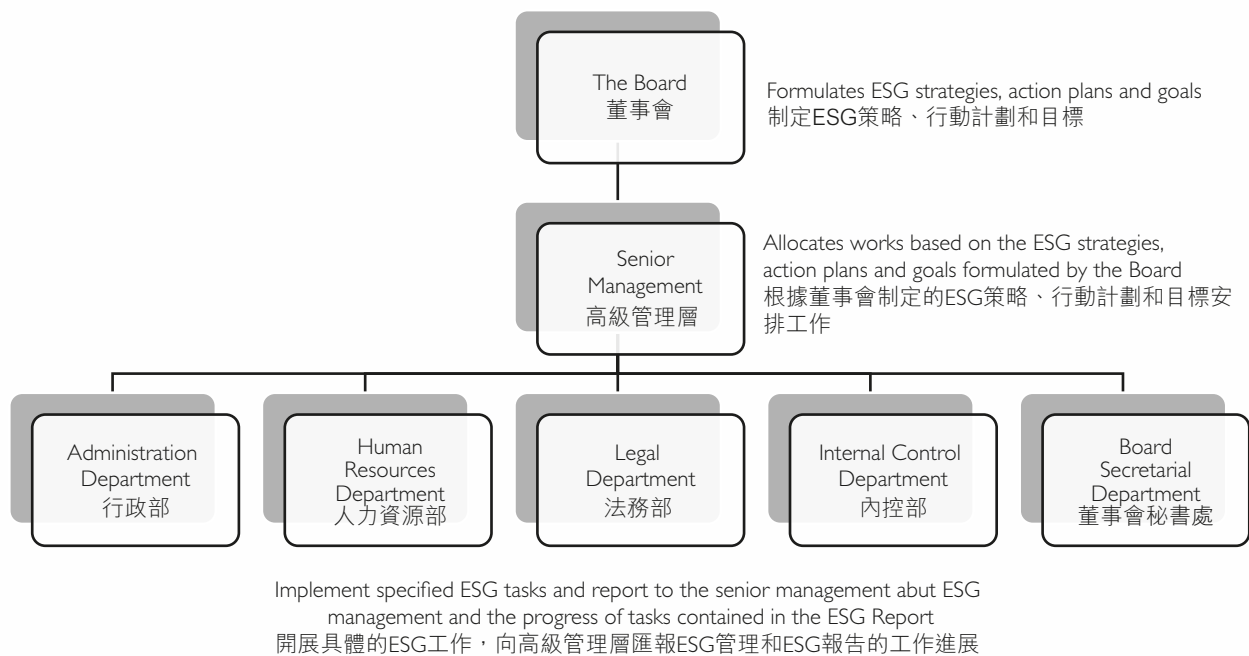 The Board
董事會
Formulates ESG strategies, action plans and goals
制定ESG策略、行動計劃和目標
Senior
Management
高級管理層
Allocates works based on the ESG strategies,
action plans and goals formulated by the Board
根據董事會制定的ESG策略、行動計劃和目標安
排工作
Administration
Department
行政部
Human
Resources
Department
人力資源部
Legal
Department
法務部
Internal Control
Department
內控部
Board
Secretarial
Department
董事會秘書處
Implement specified ESG tasks and report to the senior management abut ESG
management and the progress of tasks contained in the ESG Report
開展具體的ESG工作，向高級管理層匯報ESG管理和ESG報告的工作進展